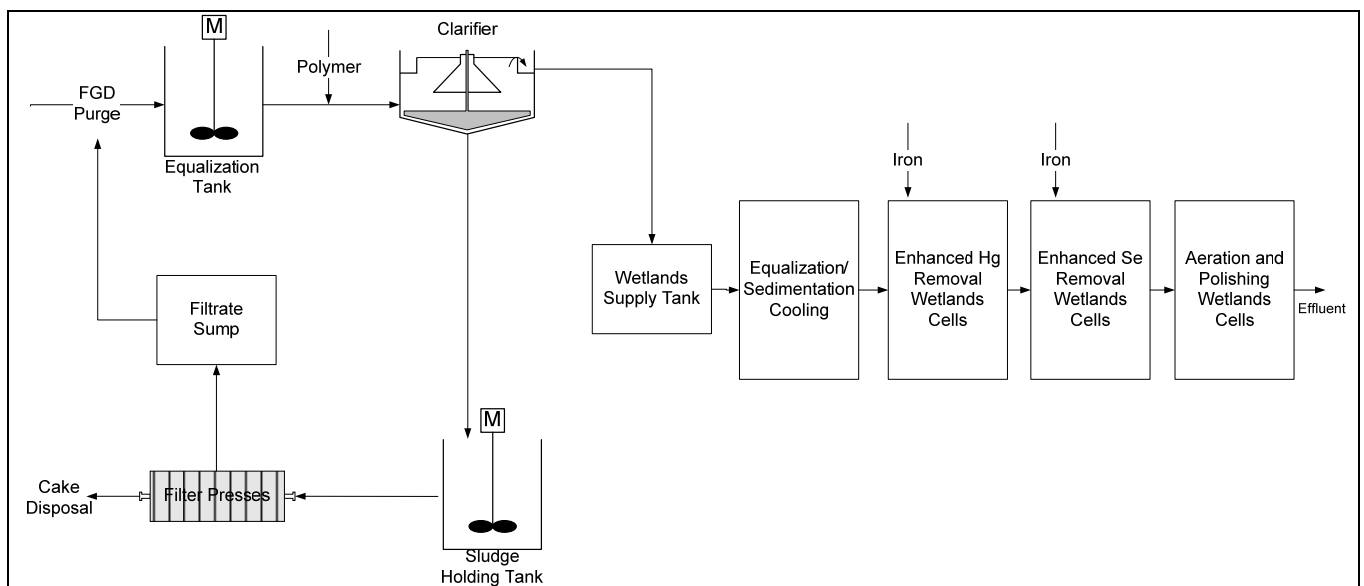 M
Clarifier
Polymer
FGD
Purge
Equalization
Tank
Iron
Iron
Wetlands
Supply Tank
Equalization/
Sedimentation
Cooling
Enhanced Hg
Removal
Wetlands
Cells
Enhanced Se
Removal
Wetlands
Cells
Aeration and
Polishing
Wetlands
Cells
Effluent
Filtrate
Sump
M
Cake
Disposal
Filter Presses
Sludge
Holding Tank